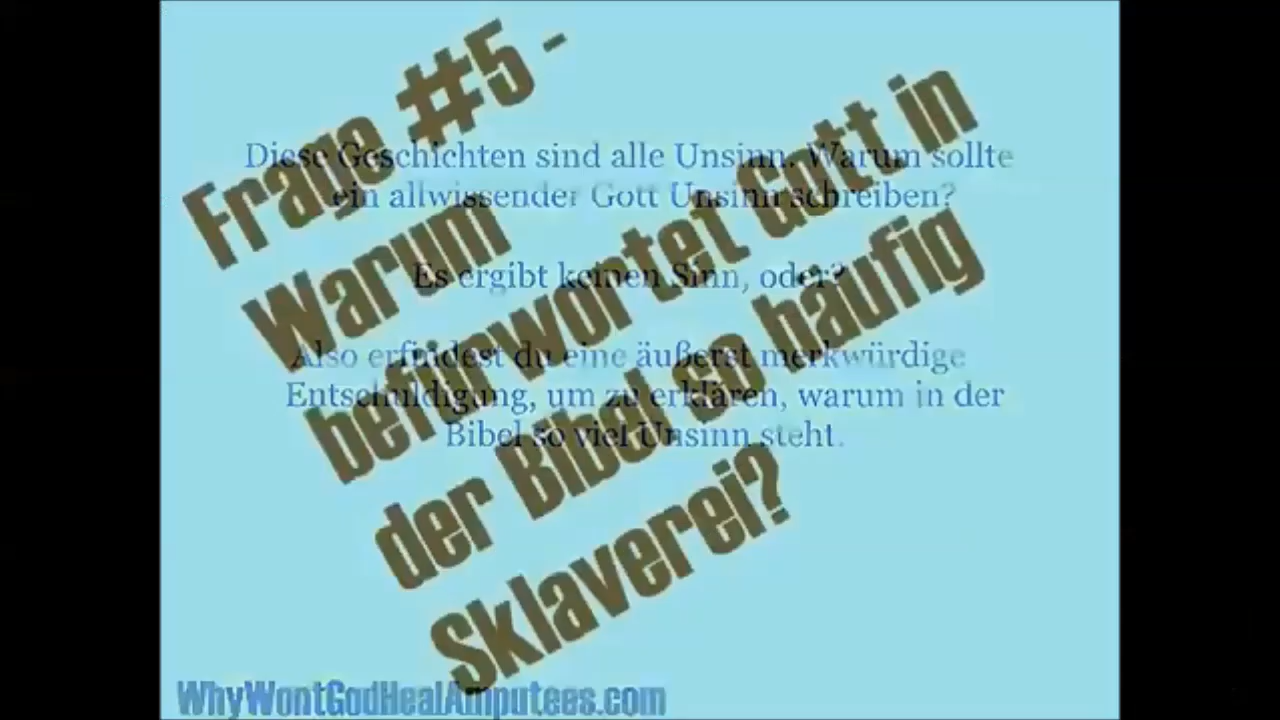 Frage #5 -
Warum
befürwortet Gott in
der Bibel so häufig
Sklaverei?
Diese Geschichten sind alle Unsinn. Warum sollte
ein allwissender Gott Unsinn schreiben?
Es ergibt keinen Sinn, oder?
Also erfindest du eine äußerst merkwürdige
Entschuldigung, um zu erklären, warum in der
Bibel so viel Unsinn steht.
WhyWontGodHealAmputees.com